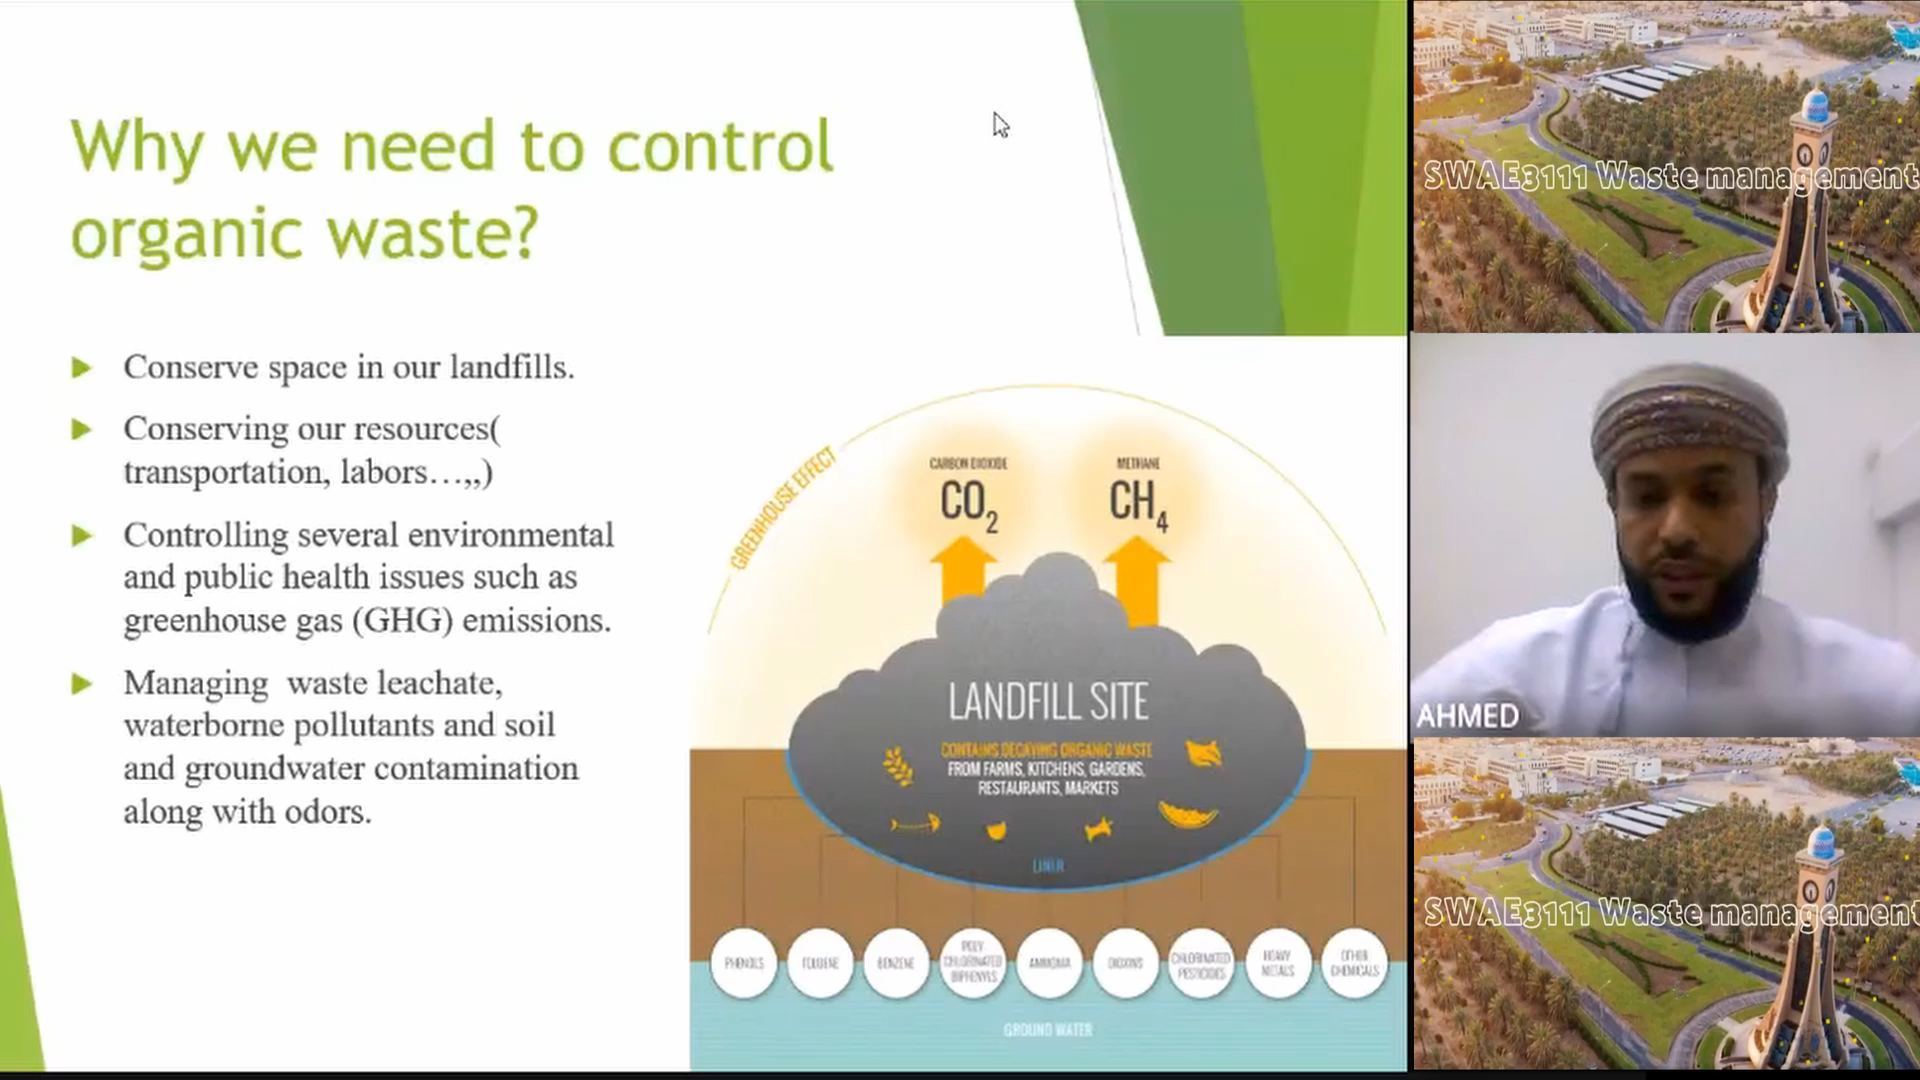 Why we need to control
organic waste?
Conserve space in our landfills.
Conserving our resources(
transportation, labors…,,)
Controlling several environmental
and public health issues such as
greenhouse gas (GHG) emissions.
Managing  waste leachate,
waterborne pollutants and soil
and groundwater contamination
along with odors.
GREENHOUSE EFFECT
CARBON DIOXIDE
CO2
METHANE
CH4
LANDFILL SITE
CONTAINS DECAYING ORGANIC WASTE
FROM FARMS, KITCHENS, GARDENS,
RESTAURANTS, MARKETS
LINER
PHENOLS
TOLUENE
BENZENE
POLY
CHLORINATED
BIPHENYLS
AMMONIA
DIOXINS
CHLORINATED
PESTICIDES
HEAVY
METALS
OTHER
CHEMICALS
GROUND WATER
SWAE3111 Waste management
AHMED
SWAE3111 Waste management